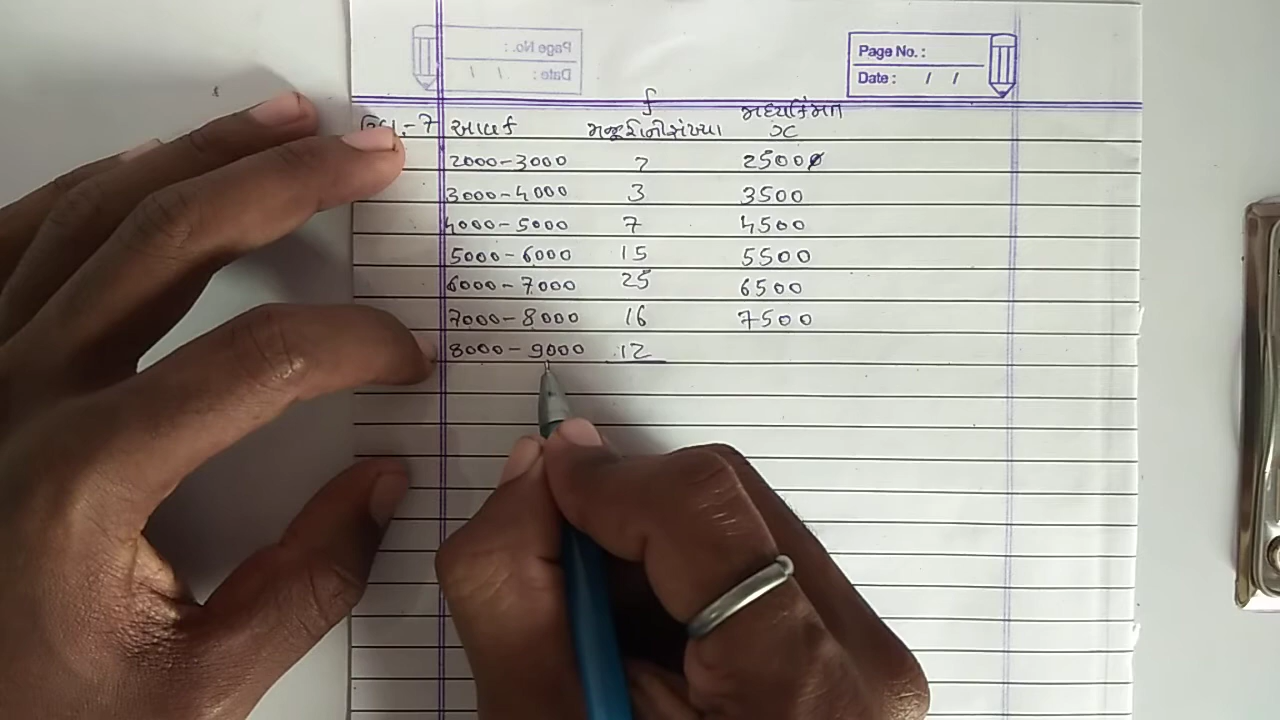 Page No. :
Date : / /
f મધ્યકિંમત
આવક મજૂરોની સંખ્યા x
2000-3000 7 2500
3000-4000 3 3500
4000-5000 7 4500
5000-6000 15 5500
6000-7000 25 6500
7000-8000 16 7500
8000-9000 12